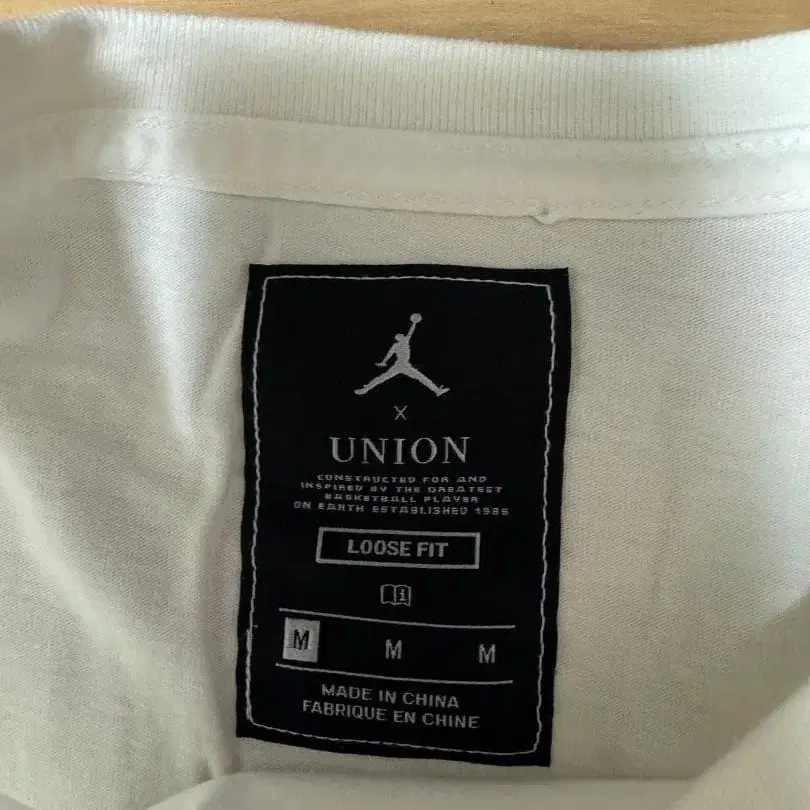 X
UNION
CONSTRUCTED FOR AND
INSPIRED BY THE GREATEST
BASKETBALL PLAYER
ON EARTH ESTABLISHED 1985
LOOSE FIT
i
M M M
MADE IN CHINA
FABRIQUE EN CHINE